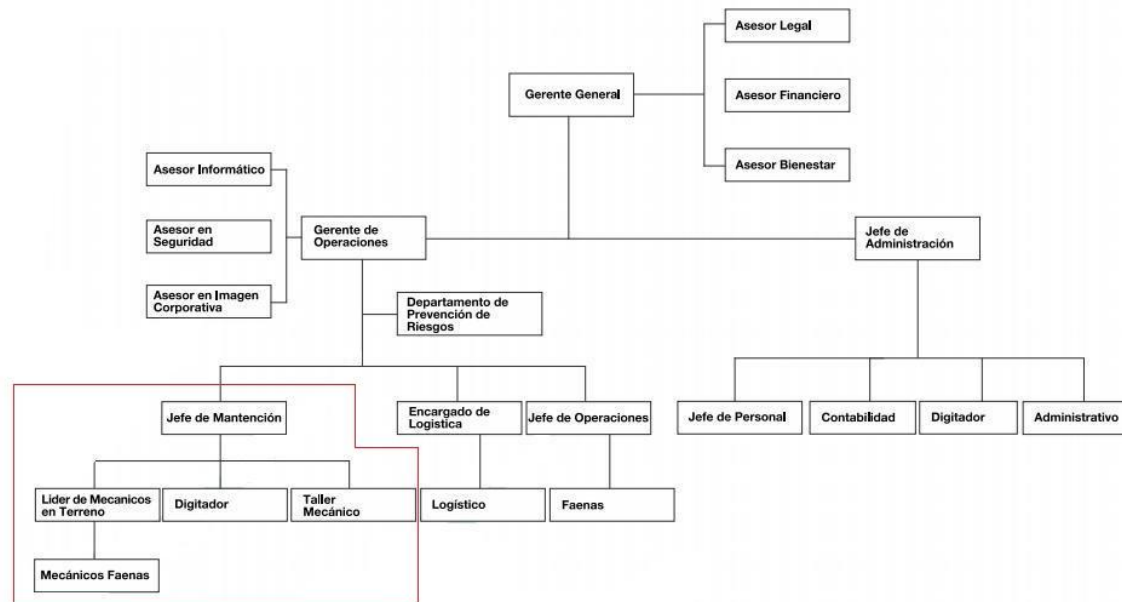 Asesor Legal
Gerente General
Asesor Financiero
Asesor Bienestar
Asesor Informático
Asesor en
Seguridad
Asesor en Imagen
Corporativa
Gerente de
Operaciones
Jefe de
Administración
Departamento de
Prevención de
Riesgos
Jefe de Mantención
Encargado de
Logística
Jefe de Operaciones
Jefe de Personal
Contabilidad
Digitador
Administrativo
Lider de Mecanicos
en Terreno
Digitador
Taller
Mecánico
Logístico
Faenas
Mecánicos Faenas